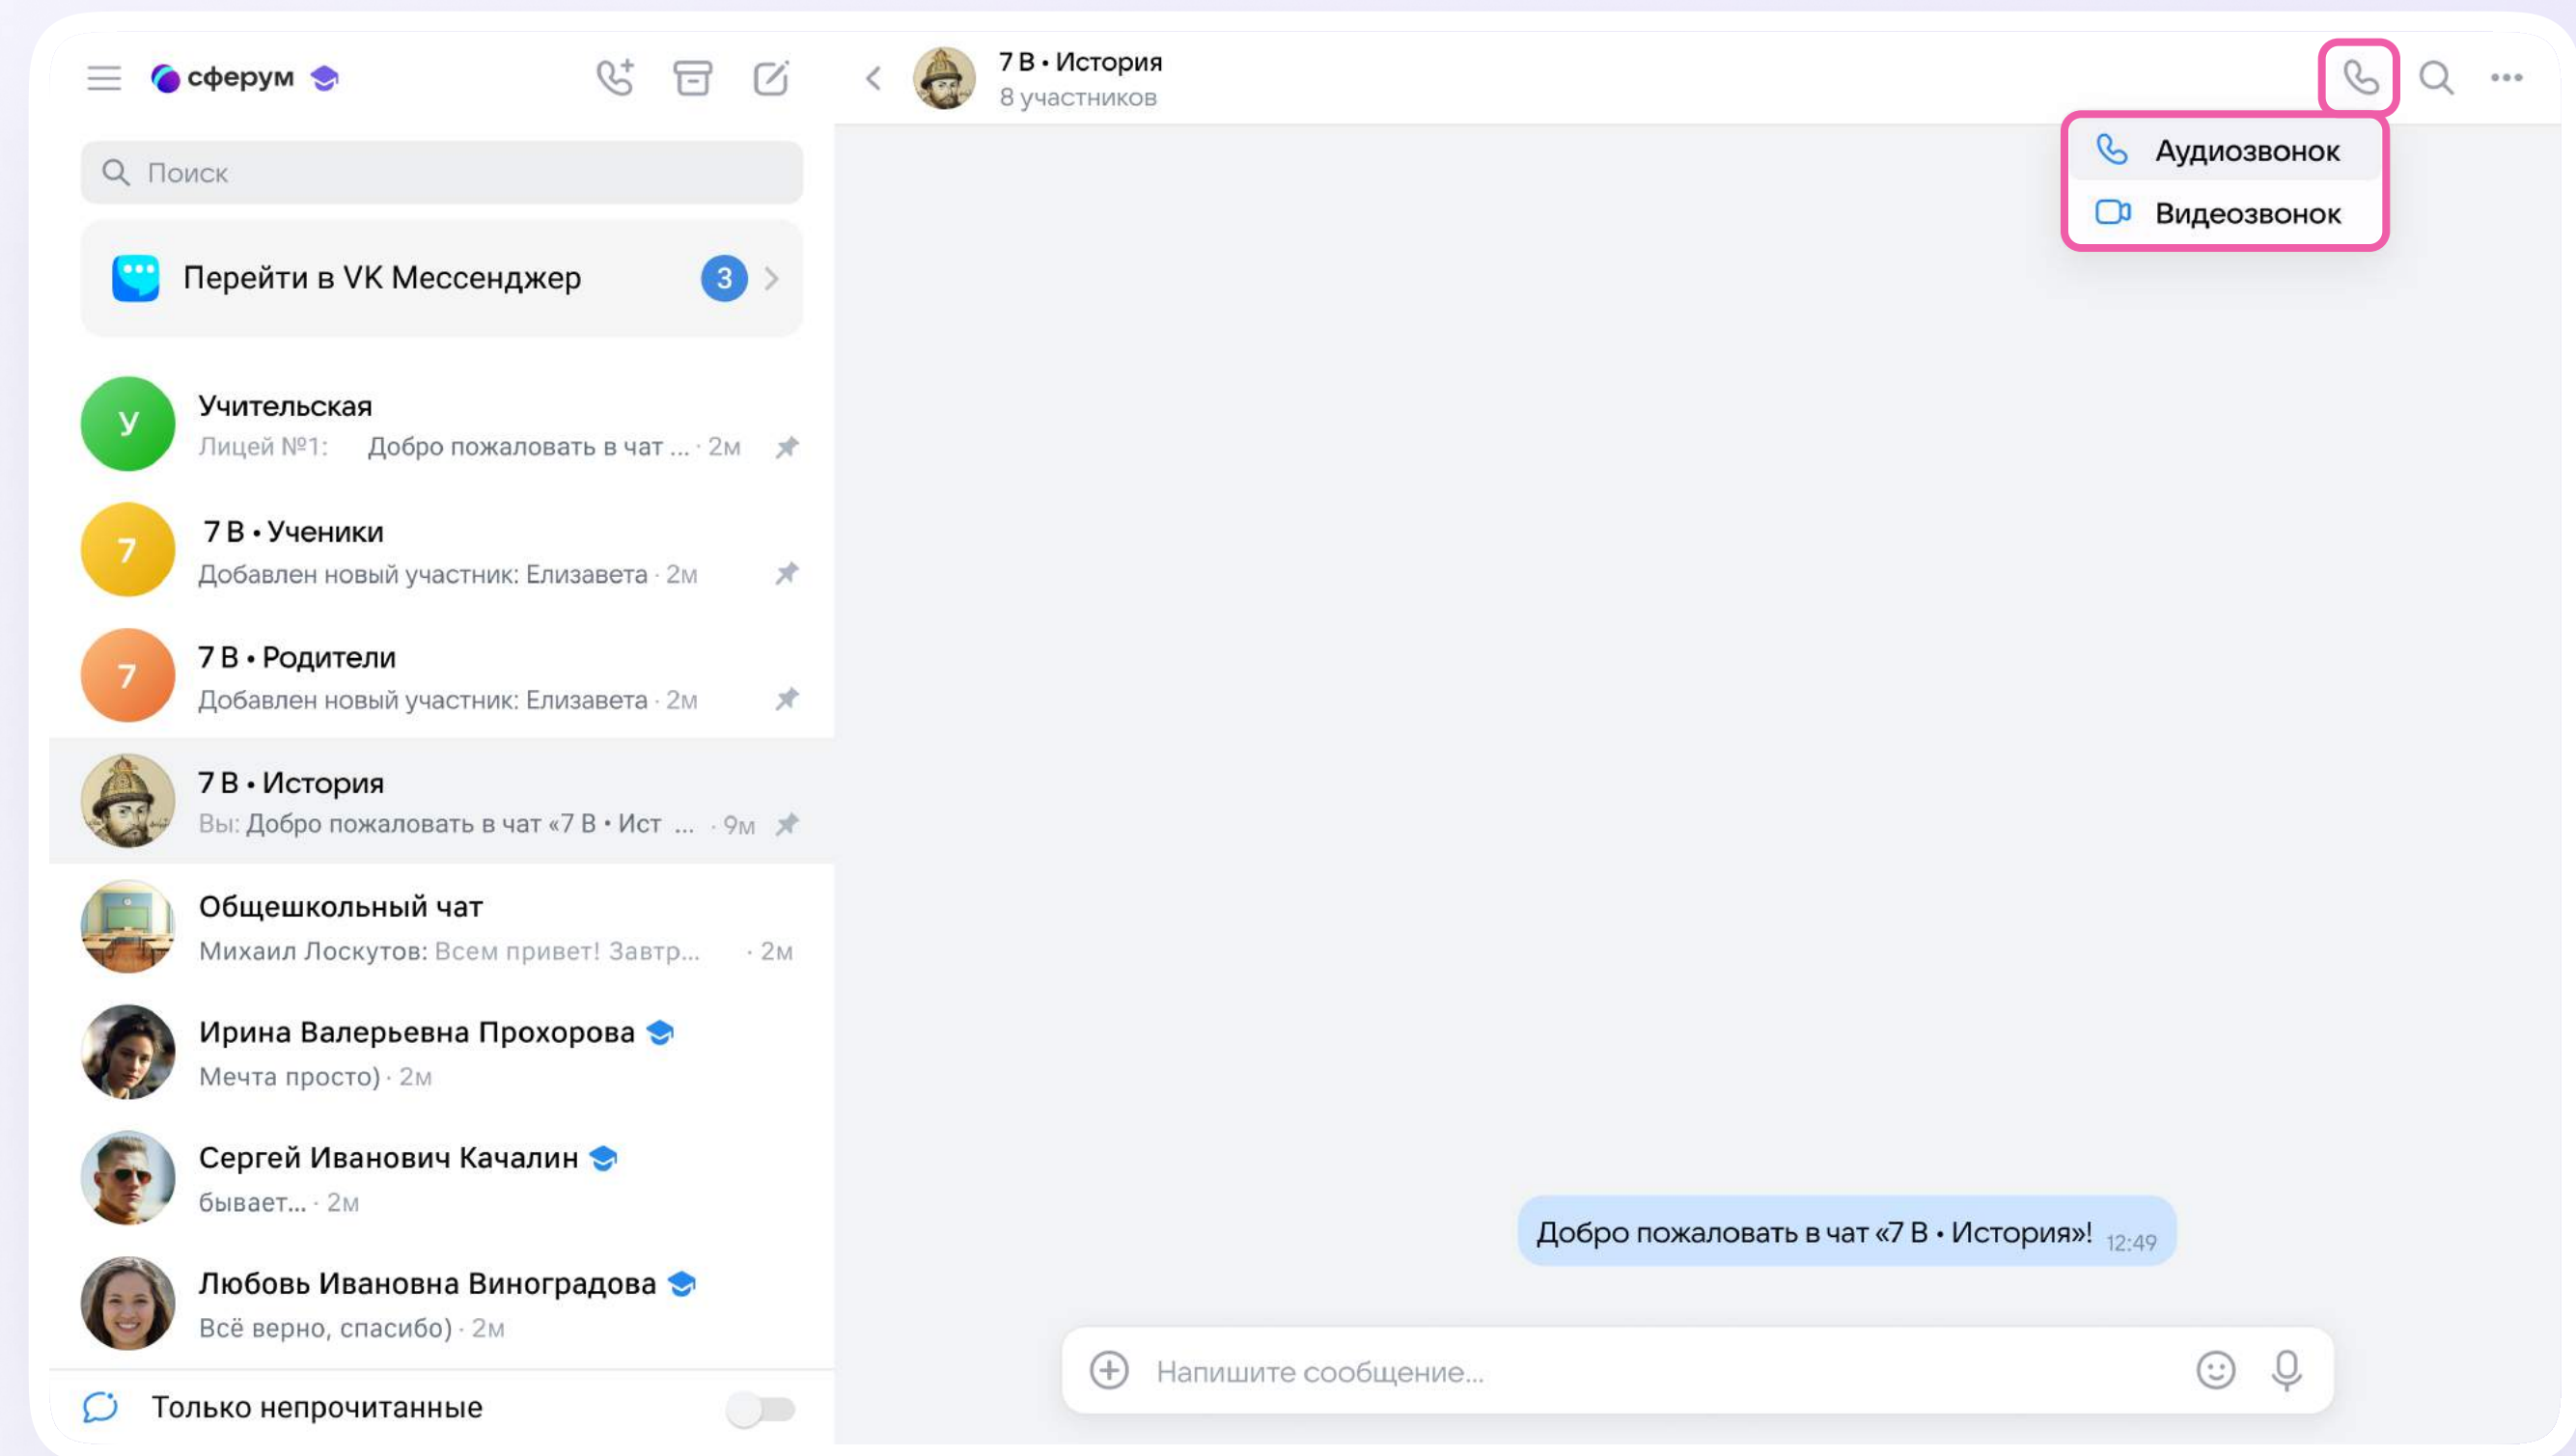 сферум
Поиск
Перейти в VK Мессенджер 3
У
Учительская
Лицей №1: Добро пожаловать в чат ... · 2м
7
7 В • Ученики
Добавлен новый участник: Елизавета · 2м
7
7 В • Родители
Добавлен новый участник: Елизавета · 2м
7 В • История
Вы: Добро пожаловать в чат «7 В • Ист ... · 9м
Общешкольный чат
Михаил Лоскутов: Всем привет! Завтр... · 2м
Ирина Валерьевна Прохорова
Мечта просто) · 2м
Сергей Иванович Качалин
бывает... · 2м
Любовь Ивановна Виноградова
Всё верно, спасибо) · 2м
Только непрочитанные
7 В • История
8 участников
Аудиозвонок
Видеозвонок
Добро пожаловать в чат «7 В • История»! 12:49
Напишите сообщение...